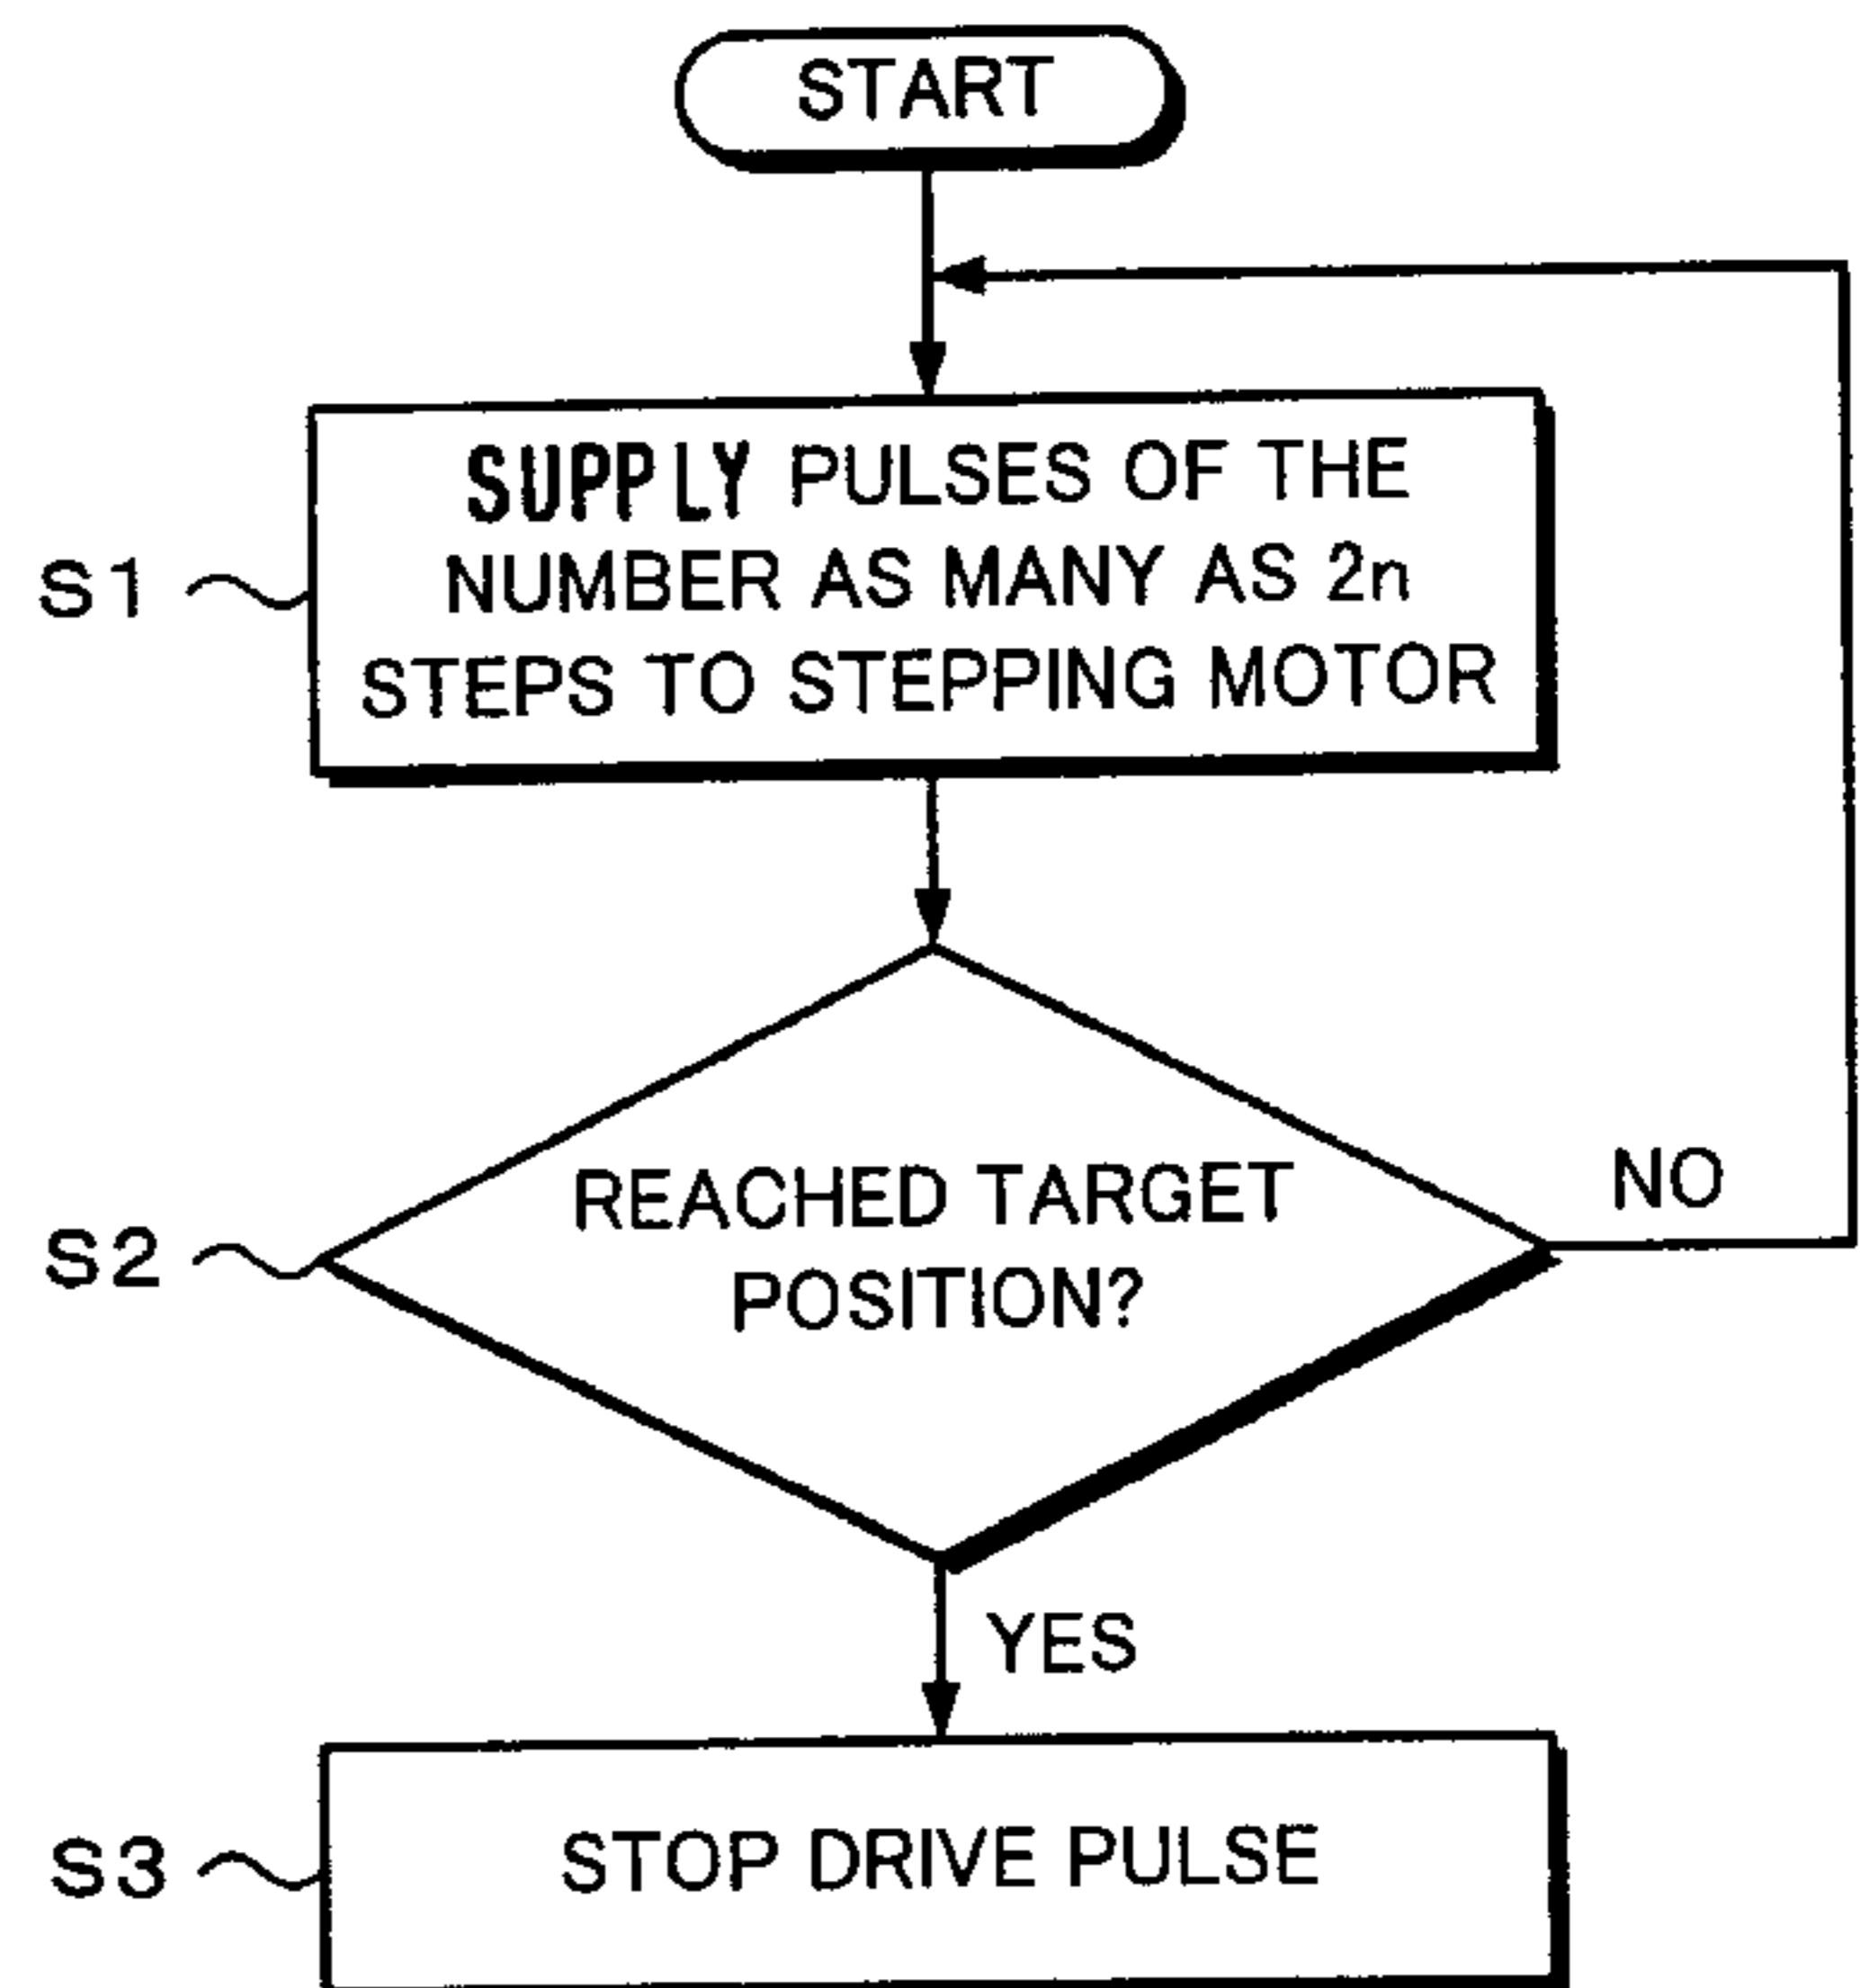 START
SUPPLY PULSES OF THE
NUMBER AS MANY AS 2n
STEPS TO STEPPING MOTOR
S1
REACHED TARGET
POSITION?
S2
NO
YES
STOP DRIVE PULSE
S3